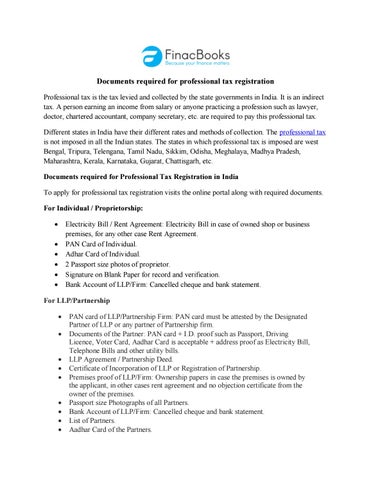 FinacBooks
Because your finance matters
Documents required for professional tax registration
Professional tax is the tax levied and collected by the state governments in India. It is an indirect
tax. A person earning an income from salary or anyone practicing a profession such as lawyer,
doctor, chartered accountant, company secretary, etc. are required to pay this professional tax.
Different states in India have their different rates and methods of collection. The professional tax
is not imposed in all the Indian states. The states in which professional tax is imposed are west
Bengal, Tripura, Telengana, Tamil Nadu, Sikkim, Odisha, Meghalaya, Madhya Pradesh,
Maharashtra, Kerala, Karnataka, Gujarat, Chattisgarh, etc.
Documents required for Professional Tax Registration in India
To apply for professional tax registration visits the online portal along with required documents.
For Individual / Proprietorship:
• Electricity Bill / Rent Agreement: Electricity Bill in case of owned shop or business
premises, for any other case Rent Agreement.
• PAN Card of Individual.
• Adhar Card of Individual.
• 2 Passport size photos of proprietor.
• Signature on Blank Paper for record and verification.
• Bank Account of LLP/Firm: Cancelled cheque and bank statement.
For LLP/Partnership
• PAN card of LLP/Partnership Firm: PAN card must be attested by the Designated
Partner of LLP or any partner of Partnership firm.
• Documents of the Partner: PAN card + I.D. proof such as Passport, Driving
Licence, Voter Card, Aadhar Card is acceptable + address proof as Electricity Bill,
Telephone Bills and other utility bills.
• LLP Agreement / Partnership Deed.
• Certificate of Incorporation of LLP or Registration of Partnership.
• Premises proof of LLP/Firm: Ownership papers in case the premises is owned by
the applicant, in other cases rent agreement and no objection certificate from the
owner of the premises.
• Passport size Photographs of all Partners.
• Bank Account of LLP/Firm: Cancelled cheque and bank statement.
• List of Partners.
• Aadhar Card of the Partners.